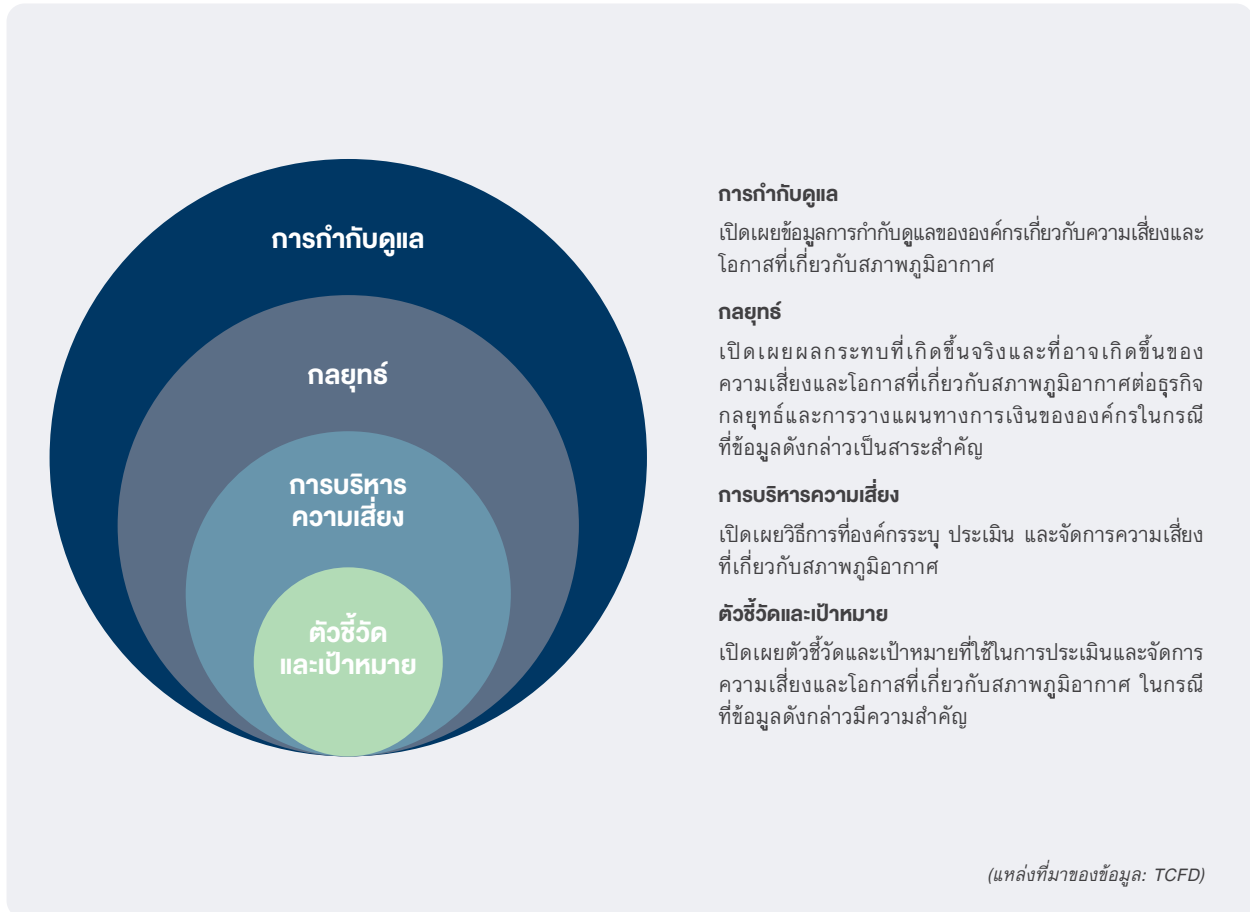 การกำกับดูแล
กลยุทธ์
การบริหาร
ความเสี่ยง
ตัวชี้วัด
และเป้าหมาย
การกำกับดูแล
เปิดเผยข้อมูลการกำกับดูแลขององค์กรเกี่ยวกับความเสี่ยงและ
โอกาสที่เกี่ยวกับสภาพภูมิอากาศ
กลยุทธ์
เปิดเผยผลกระทบที่เกิดขึ้นจริงและที่อาจเกิดขึ้นของ
ความเสี่ยงและโอกาสที่เกี่ยวกับสภาพภูมิอากาศต่อธุรกิจ
กลยุทธ์และการวางแผนทางการเงินขององค์กรในกรณี
ที่ข้อมูลดังกล่าวเป็นสาระสำคัญ
การบริหารความเสี่ยง
เปิดเผยวิธีการที่องค์กรระบุ ประเมิน และจัดการความเสี่ยง
ที่เกี่ยวกับสภาพภูมิอากาศ
ตัวชี้วัดและเป้าหมาย
เปิดเผยตัวชี้วัดและเป้าหมายที่ใช้ในการประเมินและจัดการ
ความเสี่ยงและโอกาสที่เกี่ยวกับสภาพภูมิอากาศ ในกรณี
ที่ข้อมูลดังกล่าวมีความสำคัญ
(แหล่งที่มาของข้อมูล: TCFD)